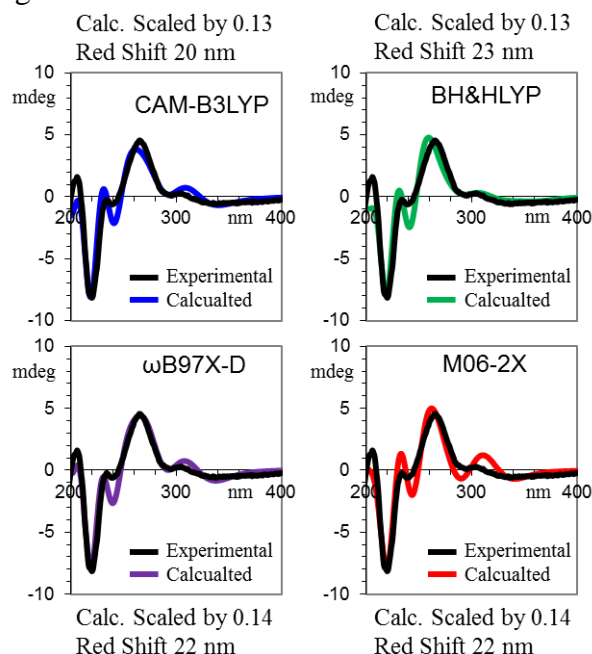 Calc. Scaled by 0.13
Red Shift 20 nm
Calc. Scaled by 0.13
Red Shift 23 nm
10
mdeg
CAM-B3LYP
5
0
200 300 nm 400
-5
Experimental
Calcualted
-10
10
mdeg
BH&HLYP
5
0
200 300 nm 400
-5
Experimental
Calcualted
-10
10
mdeg
ωB97X-D
5
0
200 300 nm 400
-5
Experimental
Calcualted
-10
10
mdeg
M06-2X
5
0
200 300 nm 400
-5
Experimental
Calcualted
-10
Calc. Scaled by 0.14
Red Shift 22 nm
Calc. Scaled by 0.14
Red Shift 22 nm